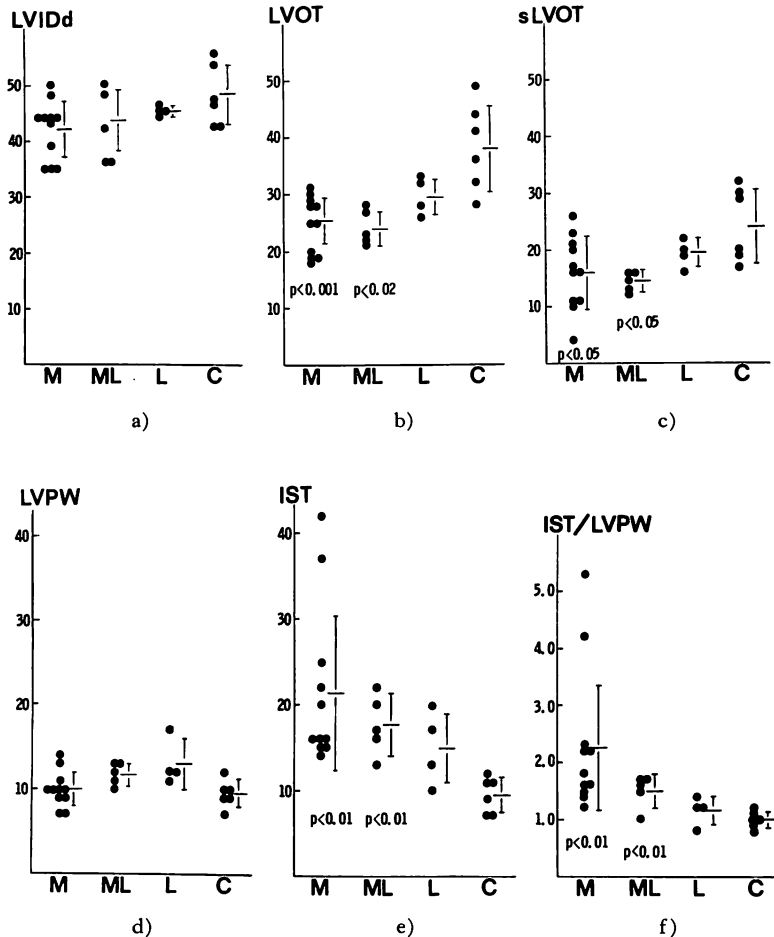 LVIDd
50
40
30
20
10
M ML L C
a)
LVOT
50
40
30
20
10
p<0.001 p<0.02
M ML L C
b)
sLVOT
50
40
30
20
10
p<0.05 p<0.05
M ML L C
c)
LVPW
40
30
20
10
M ML L C
d)
IST
40
30
20
10
p<0.01 p<0.01
M ML L C
e)
IST/LVPW
5.0
4.0
3.0
2.0
1.0
p<0.01 p<0.01
M ML L C
f)